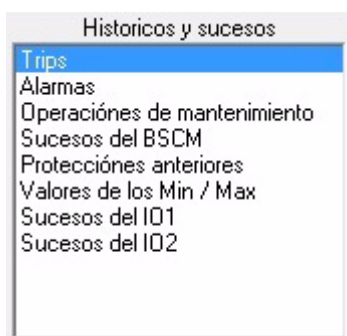 Historicos y sucesos
Trips
Alarmas
Operaciónes de mantenimiento
Sucesos del BSCM
Protecciónes anteriores
Valores de los Min / Max
Sucesos del IO1
Sucesos del IO2